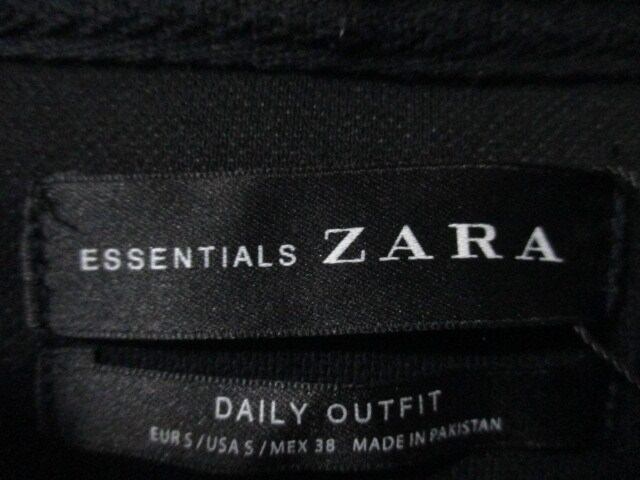 ESSENTIALS ZARA
DAILY OUTFIT
EUR S / USA S / MEX 38 MADE IN PAKISTAN